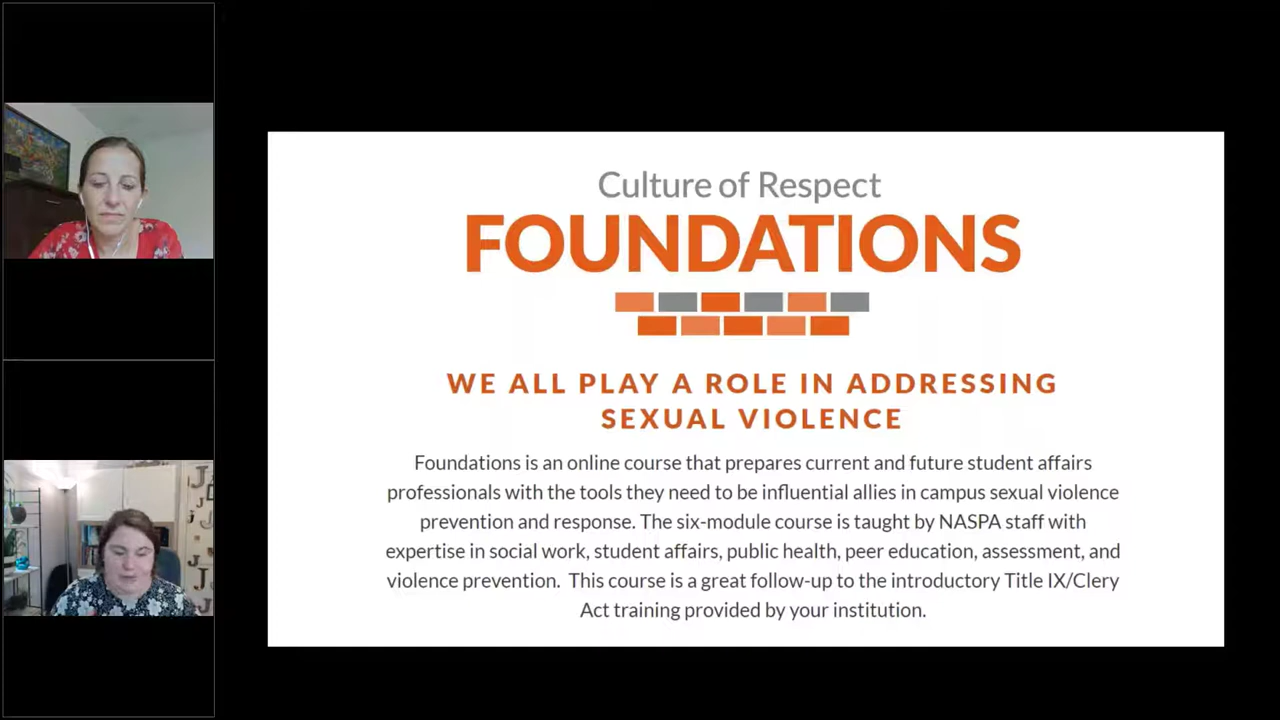 Culture of Respect
FOUNDATIONS
WE ALL PLAY A ROLE IN ADDRESSING
SEXUAL VIOLENCE
Foundations is an online course that prepares current and future student affairs
professionals with the tools they need to be influential allies in campus sexual violence
prevention and response. The six-module course is taught by NASPA staff with
expertise in social work, student affairs, public health, peer education, assessment, and
violence prevention. This course is a great follow-up to the introductory Title IX/Clery
Act training provided by your institution.